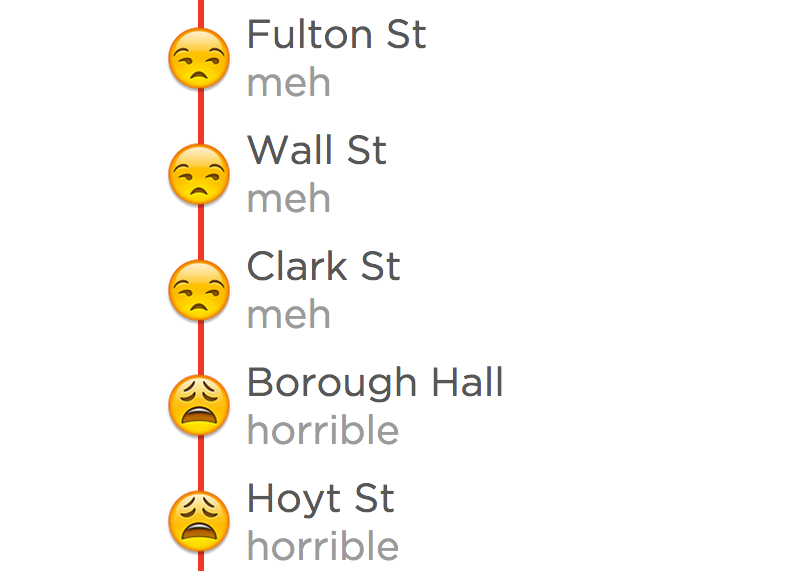 Fulton St
meh
Wall St
meh
Clark St
meh
Borough Hall
horrible
Hoyt St
horrible